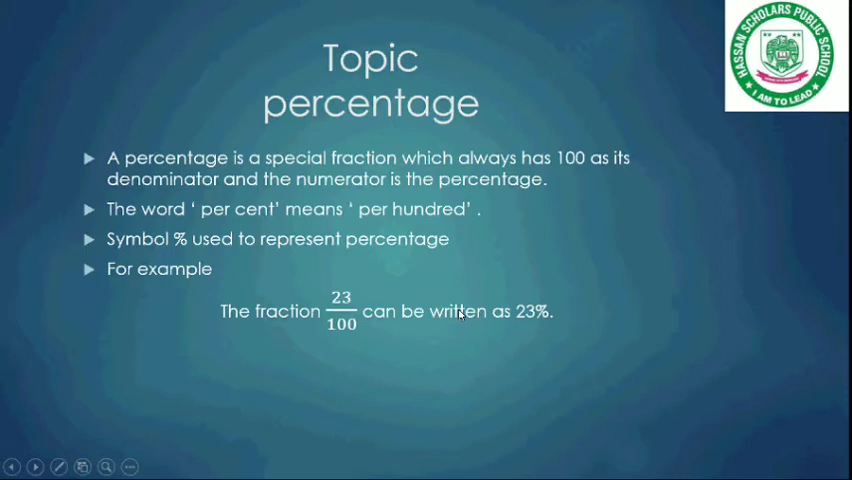 Topic
percentage
HASSAN SCHOLARS PUBLIC SCHOOL
I AM TO LEAD
A percentage is a special fraction which always has 100 as its
denominator and the numerator is the percentage.
The word ‘ per cent’ means ‘ per hundred’ .
Symbol % used to represent percentage
For example
The fraction 23/100 can be written as 23%.